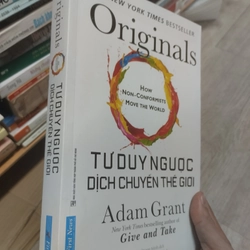 NEW YORK TIMES BESTSELLER
Originals
HOW
NON-CONFORMISTS
MOVE THE WORLD
TƯ DUY NGƯỢC
DỊCH CHUYỂN THẾ GIỚI
Adam Grant
New York Times bestselling author of
Give and Take
Originals
TƯ DUY NGƯỢC
DỊCH CHUYỂN THẾ GIỚI